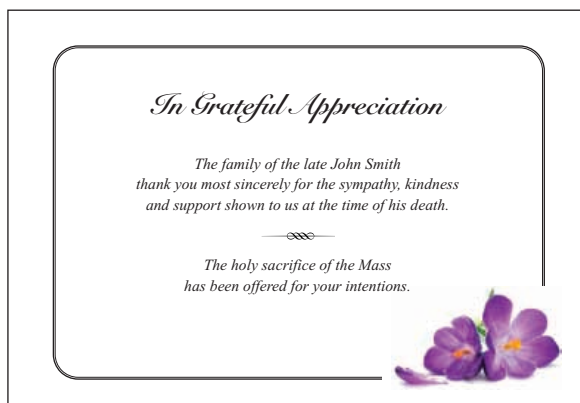 In Grateful Appreciation
The family of the late John Smith
thank you most sincerely for the sympathy, kindness
and support shown to us at the time of his death.
The holy sacrifice of the Mass
has been offered for your intentions.